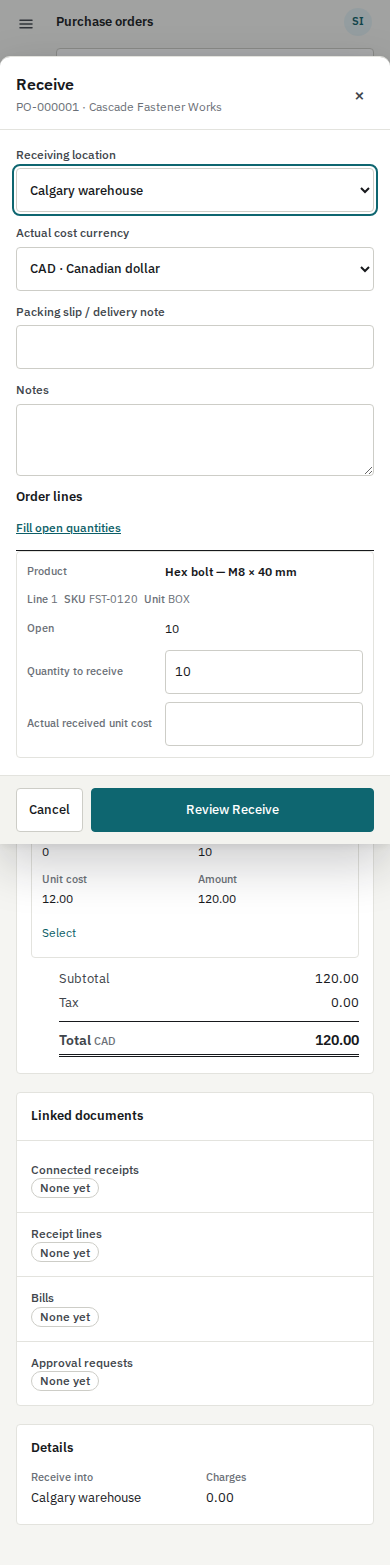 Purchase orders
SI
Receive
×
PO-000001 · Cascade Fastener Works
Receiving location
Calgary warehouse
Actual cost currency
CAD · Canadian dollar
Packing slip / delivery note
Notes
Order lines
Fill open quantities
Product Hex bolt — M8 × 40 mm
Line 1 SKU FST-0120 Unit BOX
Open 10
Quantity to receive 10
Actual received unit cost
Cancel Review Receive
0 10
Unit cost Amount
12.00 120.00
Select
Subtotal 120.00
Tax 0.00
Total CAD 120.00
Linked documents
Connected receipts
None yet
Receipt lines
None yet
Bills
None yet
Approval requests
None yet
Details
Receive into Charges
Calgary warehouse 0.00